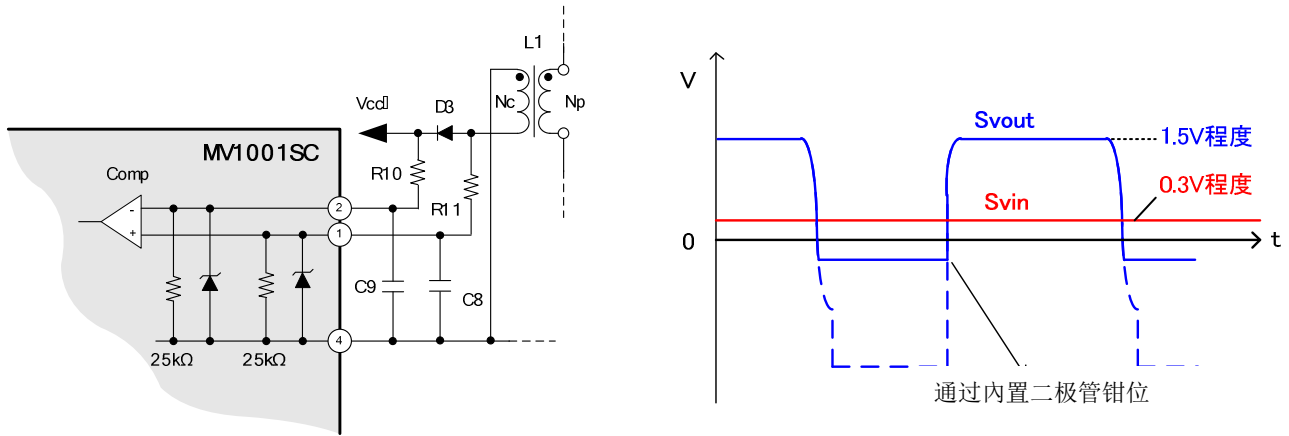 L1
Vcc▯
D3
Nc
Np
MV1001SC
R10
Comp
R11
-
2
+
1
C9
C8
4
25kΩ
25kΩ
V
Svout
1.5V程度
Svin
0.3V程度
0
t
通过内置二极管钳位